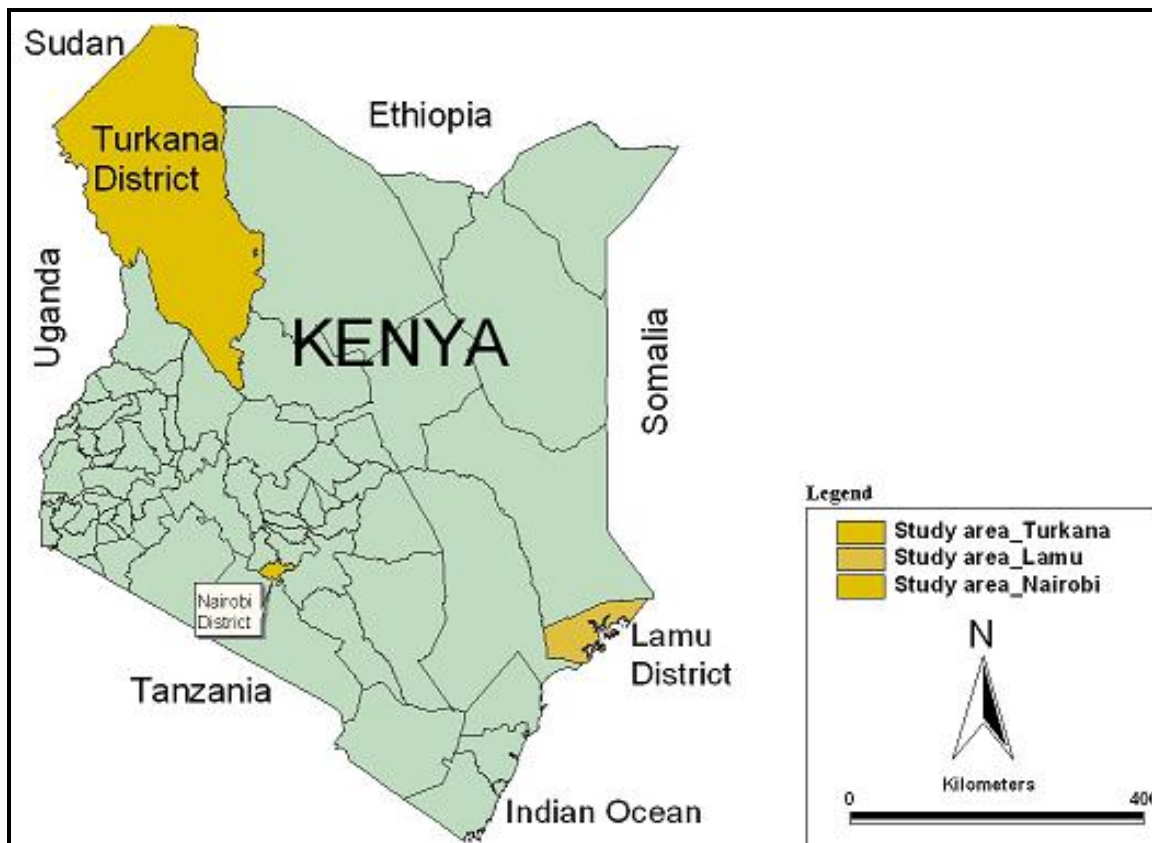 Sudan
Ethiopia
Turkana
District
Uganda
KENYA
Somalia
Legend
Study area_Turkana
Study area_Lamu
Study area_Nairobi
Nairobi
District
N
Lamu
District
Tanzania
Kilometers
0
Indian Ocean